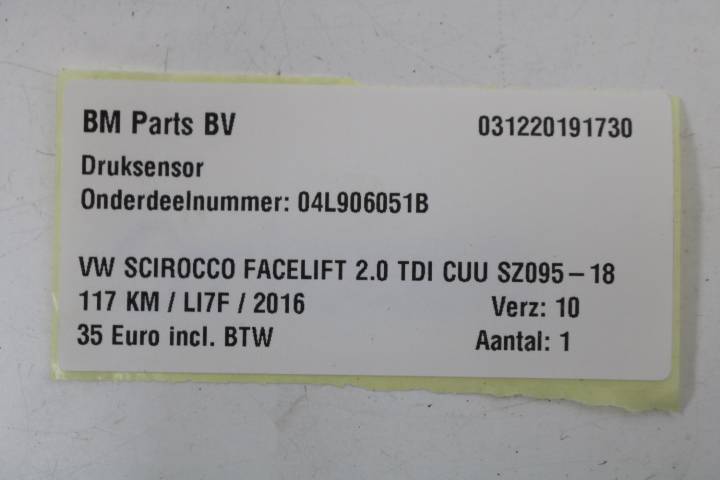 BM Parts BV 031220191730
Druksensor
Onderdeelnummer: 04L906051B
VW SCIROCCO FACELIFT 2.0 TDI CUU SZ095-18
117 KM / LI7F / 2016 Verz: 10
35 Euro incl. BTW Aantal: 1